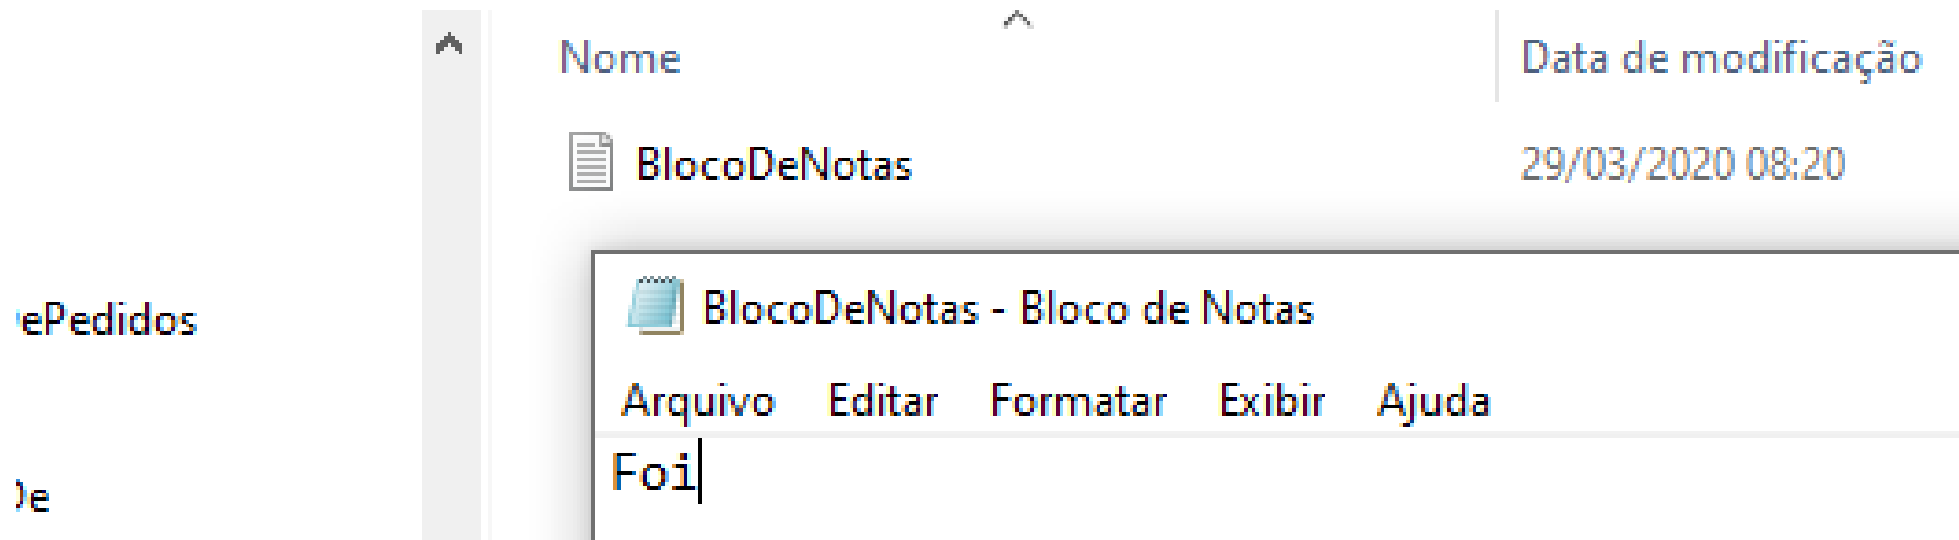 Nome Data de modificação
BlocoDeNotas 29/03/2020 08:20
ePedidos
BlocoDeNotas - Bloco de Notas
Arquivo Editar Formatar Exibir Ajuda
Foi
De